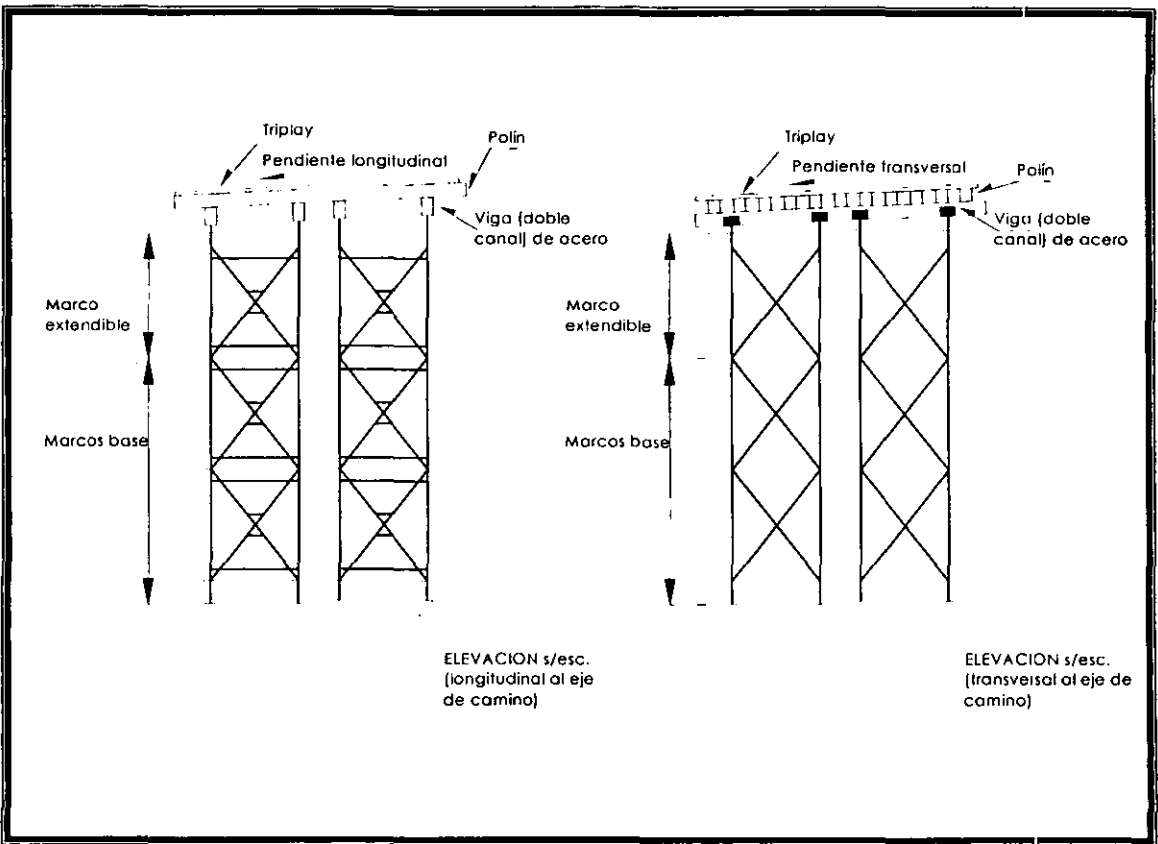 Triplay
Polín
Pendiente longitudinal
Viga (doble
canal) de acero
Marco
extendible
Marcos base
ELEVACION s/esc.
(longitudinal al eje
de camino)
Triplay
Pendiente transversal
Polín
Viga (doble
canal) de acero
Marco
extendible
Marcos base
ELEVACION s/esc.
(transversal al eje de
camino)